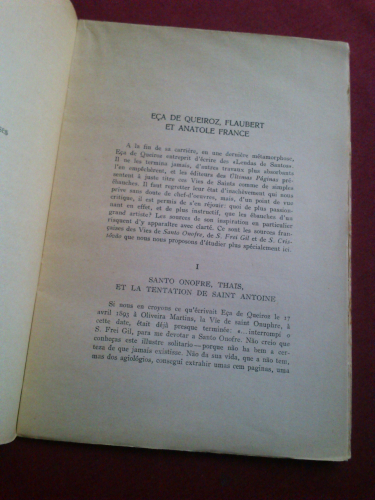 EÇA DE QUEIROZ, FLAUBERT
ET ANATOLE FRANCE
A la fin de sa carrière, en une dernière métamorphose,
Eça de Queiroz entreprit d'écrire des «Lendas de Santos».
Il ne les termina jamais, d'autres travaux plus absorbants
l'en empêchèrent, et les éditeurs des Últimas Páginas pré-
sentent à juste titre ses Vies de Saints comme de simples
ébauches. S'il faut regretter leur état d'inachèvement qui nous
prive sans doute de chef-d'oeuvre, mais, d'un point de vue
critique, il est permis de s'en réjouir: quoi de plus passion-
nant en effet, et de plus instructif, que les ébauches d'un
grand artiste? Les sources de son inspiration en particulier
risquent d'y apparaître avec clarté. Ce sont les sources fran-
çaises des Vies de Santo Onofre, de S. Frei Gil et de S. Cris-
que nous nous proposons d'étudier plus spécialement ici.
I
SANTO ONOFRE, THAÏS,
ET LA TENTATION DE SAINT ANTOINE
Si nous en croyons ce qu'écrivait Eça de Queiroz le 17
avril 1893 à Oliveira Martins, la Vie de saint Onuphre, à
cette date, était déjà presque terminée: « interrompi o
S. Frei Gil, para me devotar a Santo Onofre. Não creio que
conheças este illustre solitario—porque não ha bem a cer-
teza de que jamais existisse. Não da sua vida, que a não tem,
mas dos agiologios, consegui extrahir umas cem paginas, uma